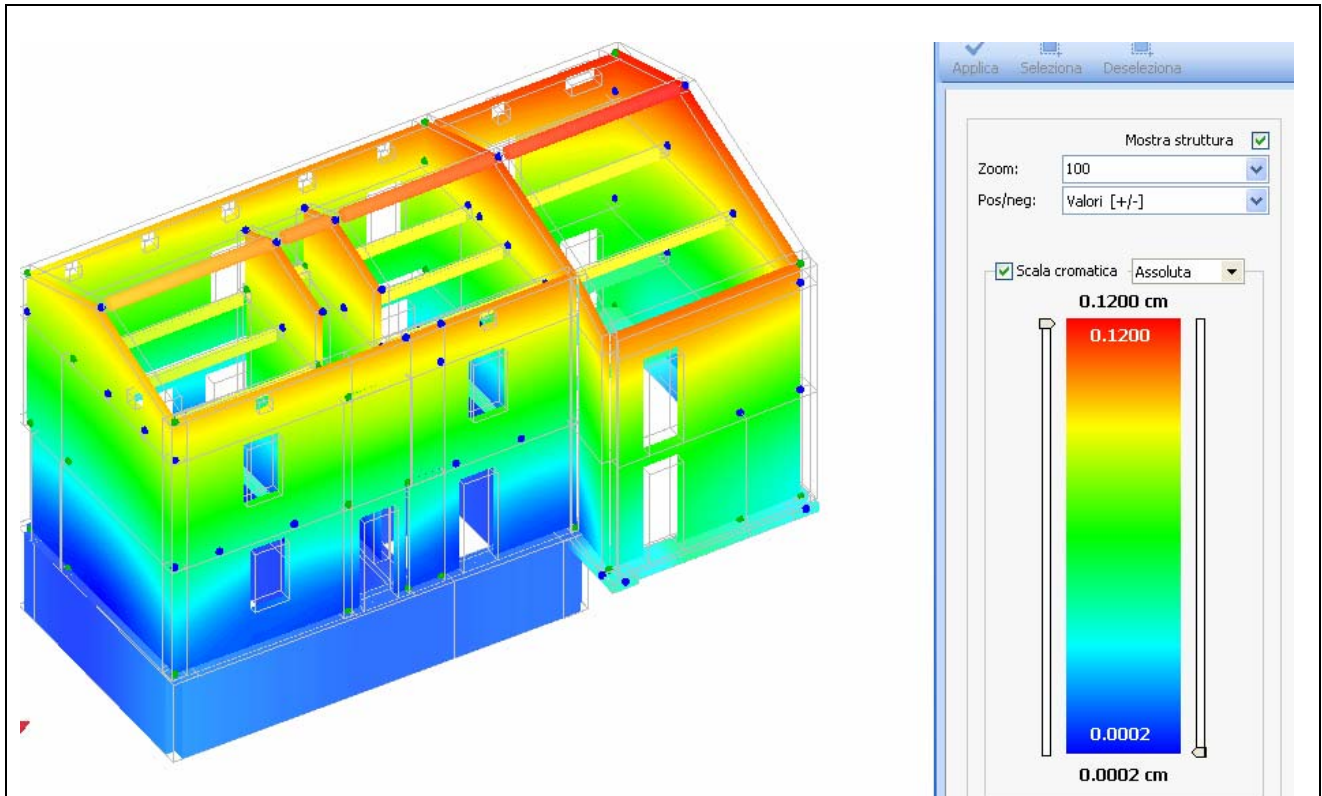 Applica Seleziona Deseleziona
Mostra struttura
Zoom: 100
Pos/neg: Valori [+/-]
Scala cromatica Assoluta
0.1200 cm
0.1200
0.0002
0.0002 cm